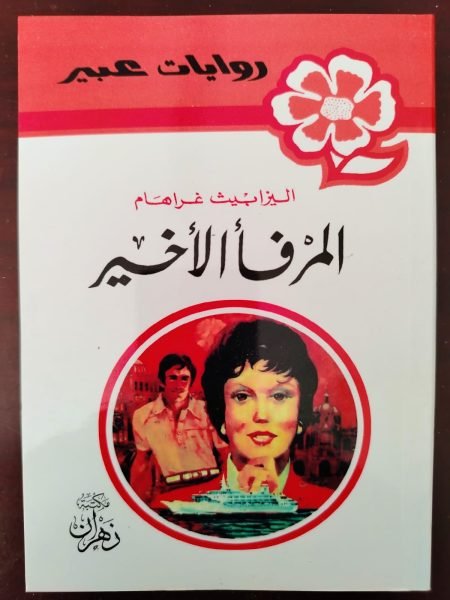 روايات عبير
اليزابيث غراهام
المرفأ الأخير
مكتبة
زهران